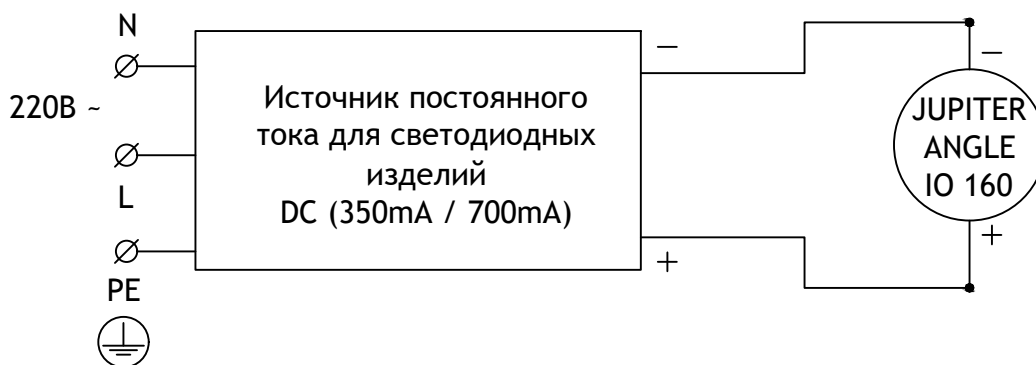 N
220В ~
L
PE
Источник постоянного
тока для светодиодных
изделий
DC (350mA / 700mA)
−
+
−
JUPITER
ANGLE
IO 160
+